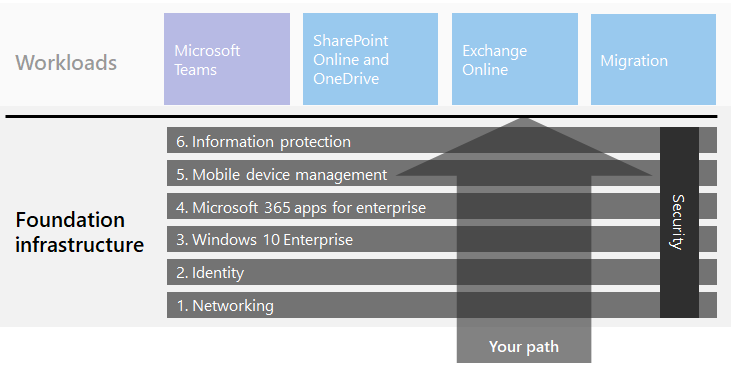 Workloads
Microsoft
Teams
SharePoint
Online and
OneDrive
Exchange
Online
Migration
Foundation
infrastructure
6. Information protection
5. Mobile device management
4. Microsoft 365 apps for enterprise
3. Windows 10 Enterprise
2. Identity
1. Networking
Security
Your path